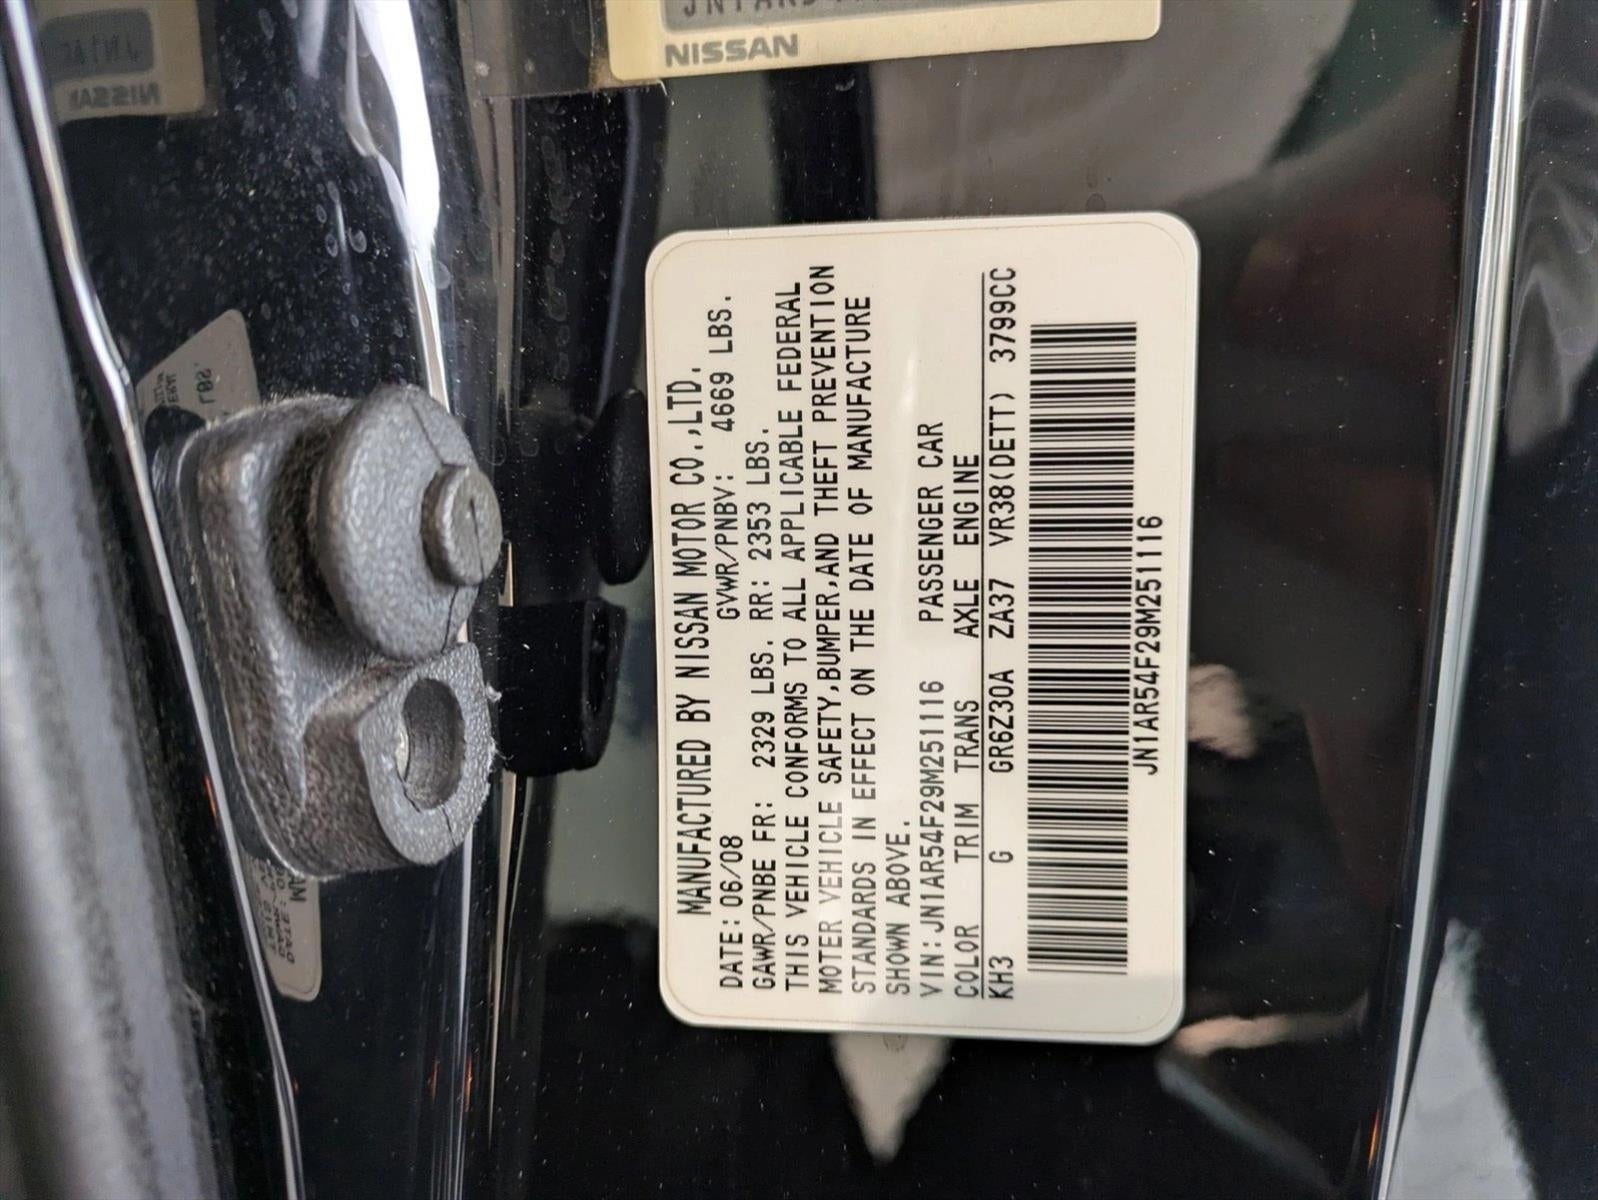 JN1AR5
NISSAN
MANUFACTURED BY NISSAN MOTOR CO.,LTD.
DATE:06/08 GVWR/PNBV: 4669 LBS.
GAWR/PNBE FR: 2329 LBS. RR: 2353 LBS.
THIS VEHICLE CONFORMS TO ALL APPLICABLE FEDERAL
MOTER VEHICLE SAFETY,BUMPER,AND THEFT PREVENTION
STANDARDS IN EFFECT ON THE DATE OF MANUFACTURE
SHOWN ABOVE.
VIN:JN1AR54F29M251116 PASSENGER CAR
COLOR TRIM TRANS AXLE ENGINE
KH3 G GR6Z30A ZA37 VR38(DETT) 3799CC
JN1AR54F29M251116